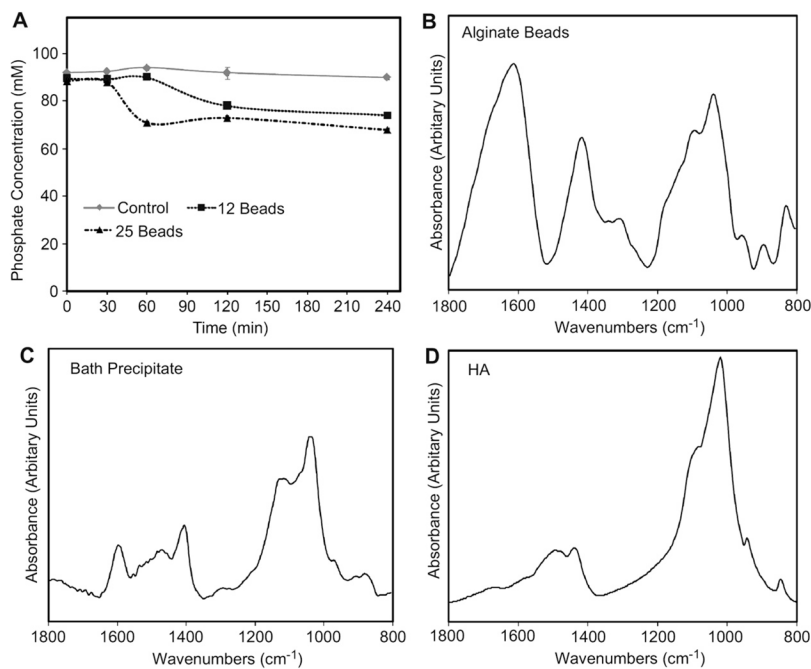 A
Phosphate Concentration (mM)
100
80
60
40
20
0
Control
12 Beads
25 Beads
0 30 60 90 120 150 180 210 240
Time (min)
B
Alginate Beads
Absorbance (Arbitary Units)
1800 1600 1400 1200 1000 800
Wavenumbers (cm-1)
C
Bath Precipitate
Absorbance (Arbitary Units)
1800 1600 1400 1200 1000 800
Wavenumbers (cm-1)
D
HA
Absorbance (Arbitary Units)
1800 1600 1400 1200 1000 800
Wavenumbers (cm-1)